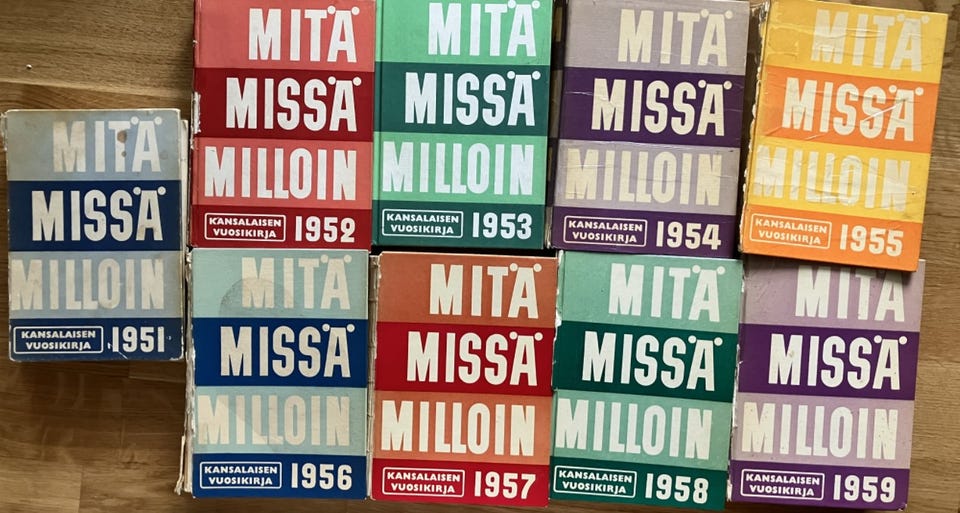 MITÄ
MISSÄ
MILLOIN
KANSALAISEN
VUOSIKIRJA
1951
MITÄ
MISSÄ
MILLOIN
KANSALAISEN
VUOSIKIRJA
1952
MITÄ
MISSÄ
MILLOIN
KANSALAISEN
VUOSIKIRJA
1953
MITÄ
MISSÄ
MILLOIN
KANSALAISEN
VUOSIKIRJA
1954
MITÄ
MISSÄ
MILLOIN
KANSALAISEN
VUOSIKIRJA
1955
MITÄ
MISSÄ
MILLOIN
KANSALAISEN
VUOSIKIRJA
1956
MITÄ
MISSÄ
MILLOIN
KANSALAISEN
VUOSIKIRJA
1957
MITÄ
MISSÄ
MILLOIN
KANSALAISEN
VUOSIKIRJA
1958
MITÄ
MISSÄ
MILLOIN
KANSALAISEN
VUOSIKIRJA
1959